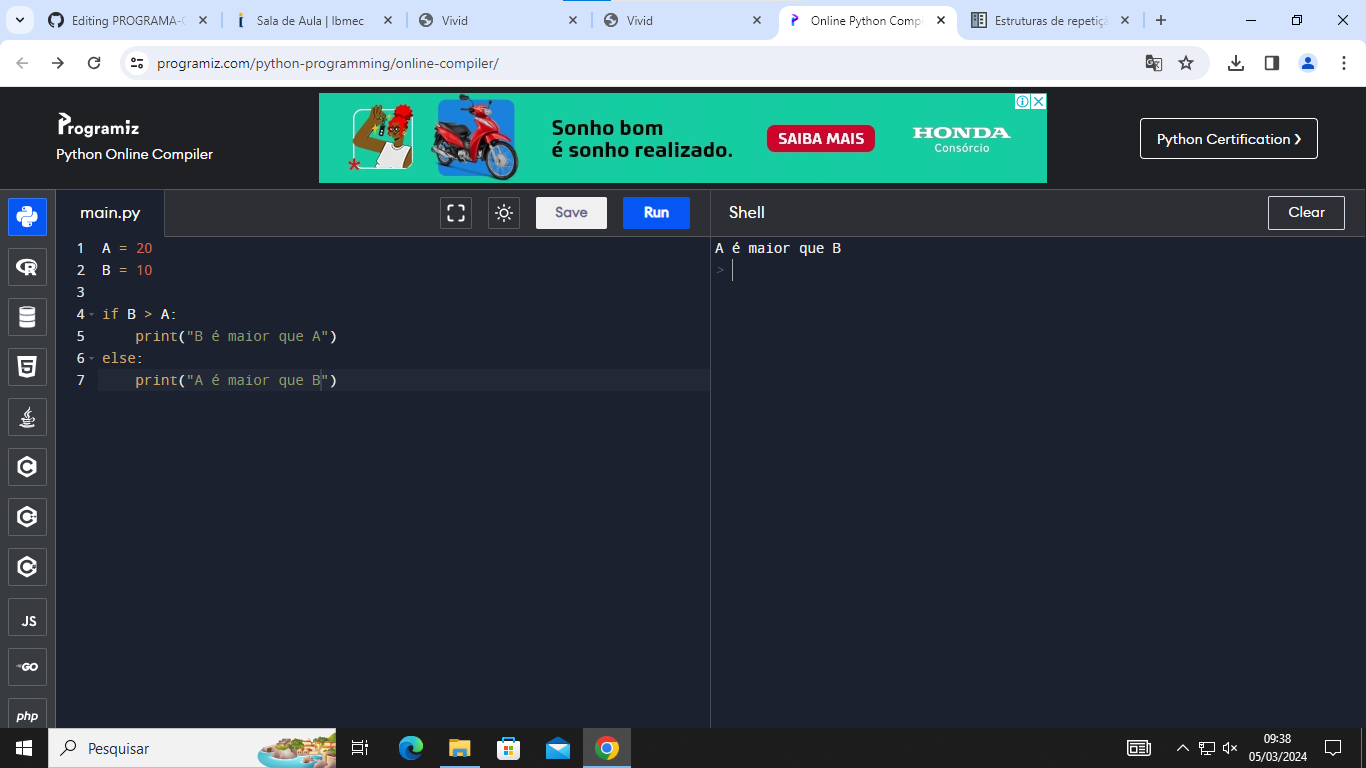 Editing PROGRAMA-C
Sala de Aula | Ibmec
Vivid
Vivid
Online Python Compi
Estruturas de repetiçã
programiz.com/python-programming/online-compiler/
Programiz
Python Online Compiler
Sonho bom
é sonho realizado.
SAIBA MAIS
HONDA
Consórcio
Python Certification ❯
main.py
Save
Run
Shell
Clear
1 A = 20
2 B = 10
3
4 if B > A:
5     print("B é maior que A")
6 else:
7     print("A é maior que B")
A é maior que B
>
R
5
C
C
C
JS
GO
php
Pesquisar
09:38
05/03/2024